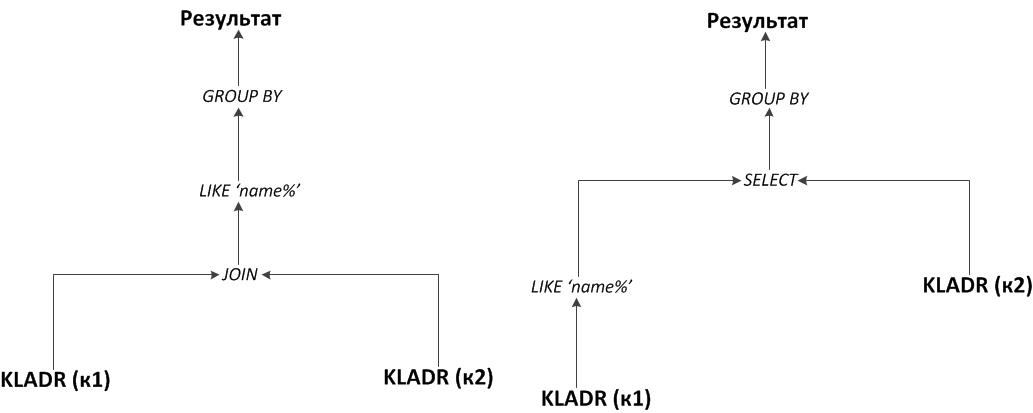 Результат
GROUP BY
LIKE ‘name%’
JOIN
KLADR (к1)
KLADR (к2)
Результат
GROUP BY
SELECT
LIKE ‘name%’
KLADR (к2)
KLADR (к1)